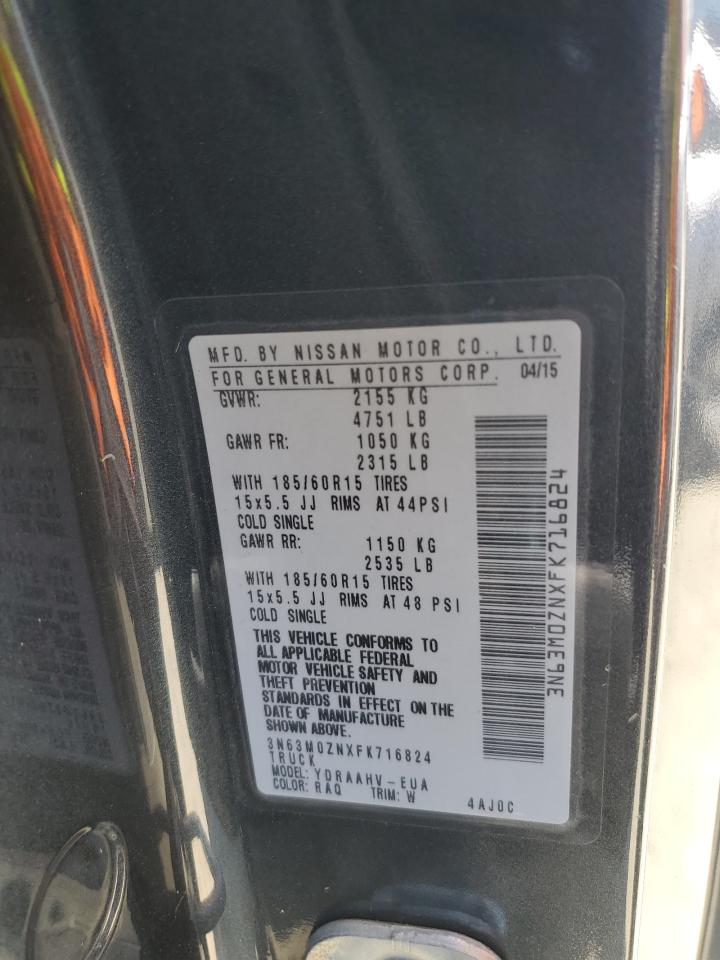 MFD. BY NISSAN MOTOR CO., LTD.
FOR GENERAL MOTORS CORP. 04/15
GVWR: 2155 KG
4751 LB
GAWR FR: 1050 KG
2315 LB
WITH 185/60R15 TIRES
15x5.5 JJ RIMS AT 44PSI
COLD SINGLE
GAWR RR: 1150 KG
2535 LB
WITH 185/60R15 TIRES
15x5.5 JJ RIMS AT 48 PSI
COLD SINGLE
THIS VEHICLE CONFORMS TO
ALL APPLICABLE FEDERAL
MOTOR VEHICLE SAFETY AND
THEFT PREVENTION
STANDARDS IN EFFECT ON THE
DATE OF MANUFACTURE
SHOWN ABOVE.
3N63M0ZNXFK716824
TRUCK
MODEL: YDRAAHV-EUA
COLOR: RAQ TRIM: W 4AJ0C
3N63M0ZNXFK716824